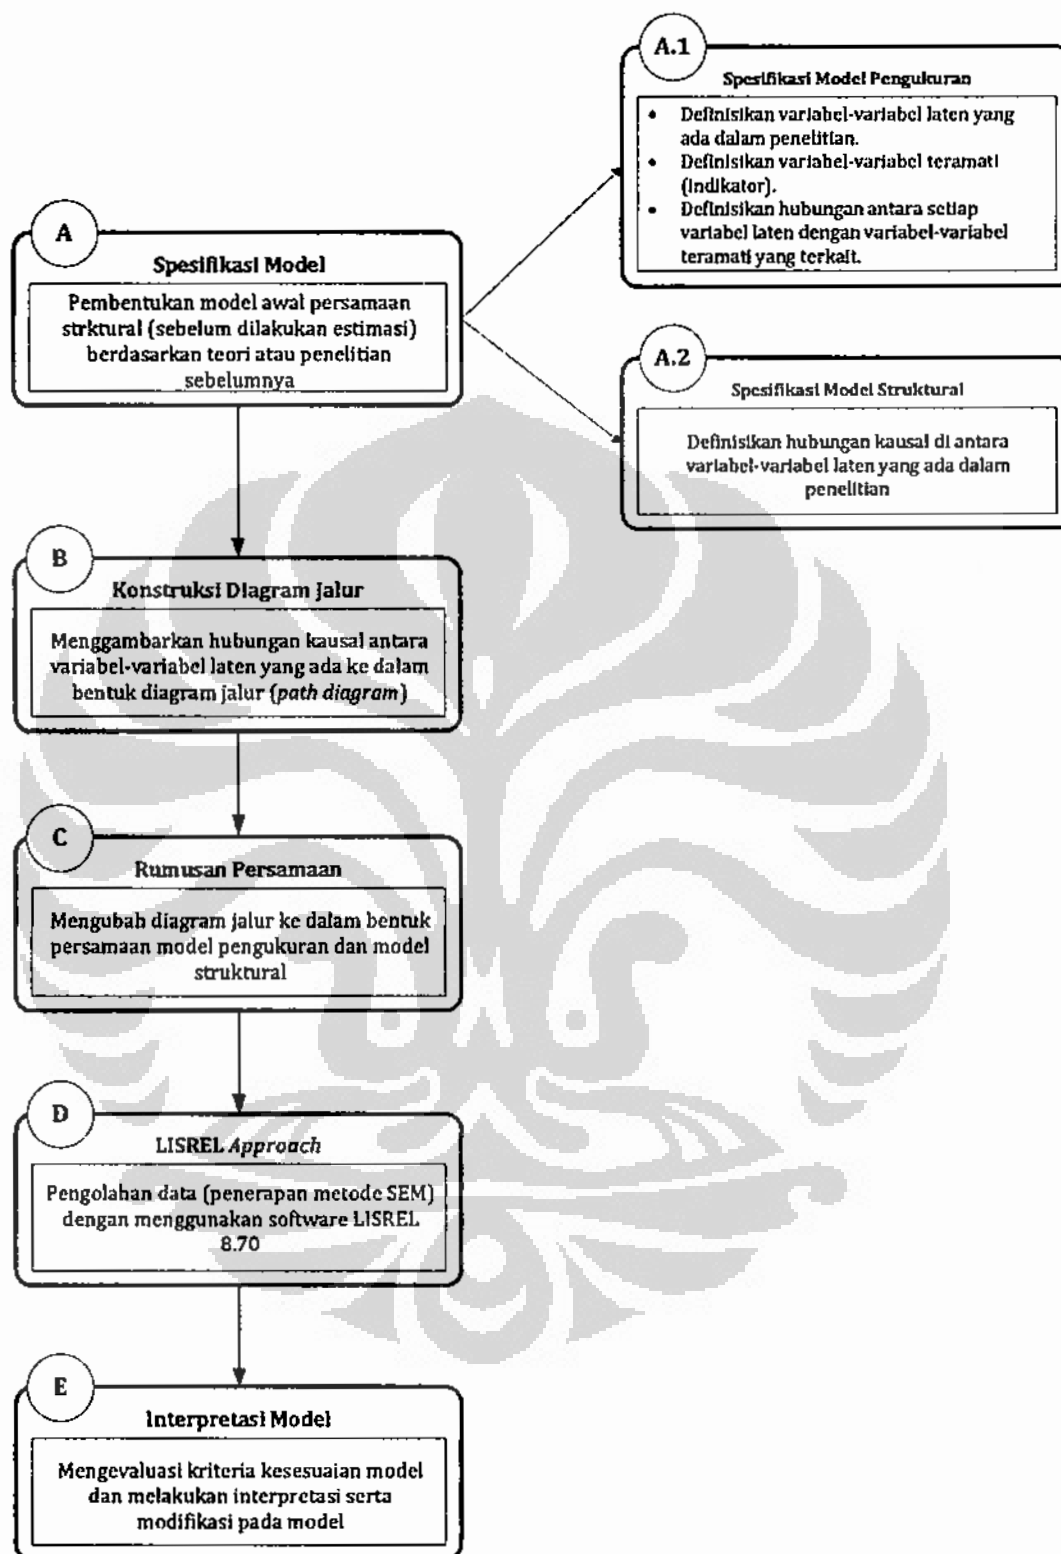 A
Spesifikasi Model
Pembentukan model awal persamaan
strktural (sebelum dilakukan estimasi)
berdasarkan teori atau penelitian
sebelumnya
A.1
Spesifikasi Model Pengukuran
• Definisikan variabel-variabel laten yang
ada dalam penelitian.
• Definisikan variabel-variabel teramati
(indikator).
• Definisikan hubungan antara setiap
variabel laten dengan variabel-variabel
teramati yang terkait.
A.2
Spesifikasi Model Struktural
Definisikan hubungan kausal di antara
variabel-variabel laten yang ada dalam
penelitian
B
Konstruksi Diagram Jalur
Menggambarkan hubungan kausal antara
variabel-variabel laten yang ada ke dalam
bentuk diagram jalur (path diagram)
C
Rumusan Persamaan
Mengubah diagram jalur ke dalam bentuk
persamaan model pengukuran dan model
struktural
D
LISREL Approach
Pengolahan data (penerapan metode SEM)
dengan menggunakan software LISREL
8.70
E
Interpretasi Model
Mengevaluasi kriteria kesesuaian model
dan melakukan interpretasi serta
modifikasi pada model